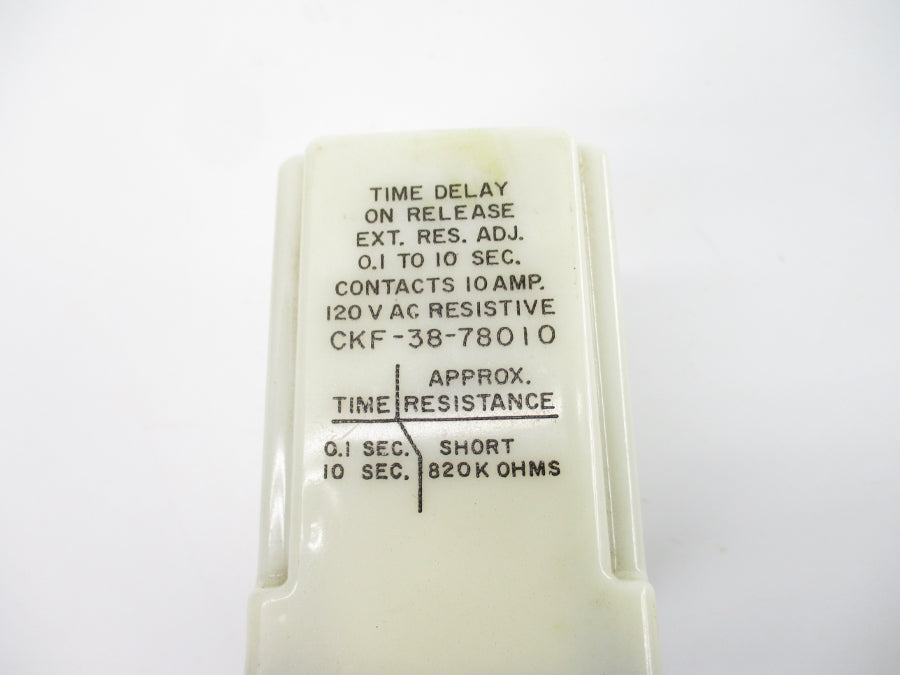 TIME DELAY
ON RELEASE
EXT. RES. ADJ.
0.1 TO 10 SEC.
CONTACTS 10 AMP.
120 V AC RESISTIVE
CKF-38-78010
APPROX.
TIME RESISTANCE
0.1 SEC. SHORT
10 SEC. 820K OHMS